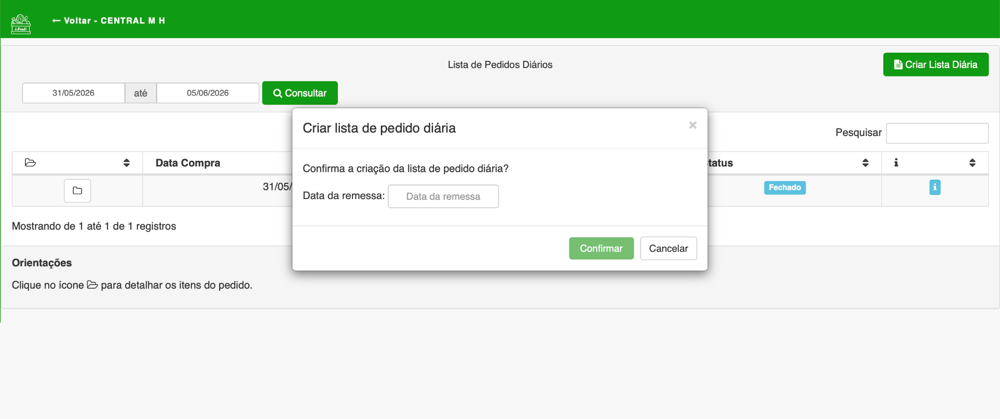 i-Fruti
← Voltar - CENTRAL M H
Lista de Pedidos Diários
Criar Lista Diária
31/05/2026 até 05/06/2026 Consultar
Criar lista de pedido diária ×
Pesquisar
Data Compra
tatus
Confirma a criação da lista de pedido diária?
31/05/
Fechado
Data da remessa: Data da remessa
Mostrando de 1 até 1 de 1 registros
Confirmar Cancelar
Orientações
Clique no ícone para detalhar os itens do pedido.